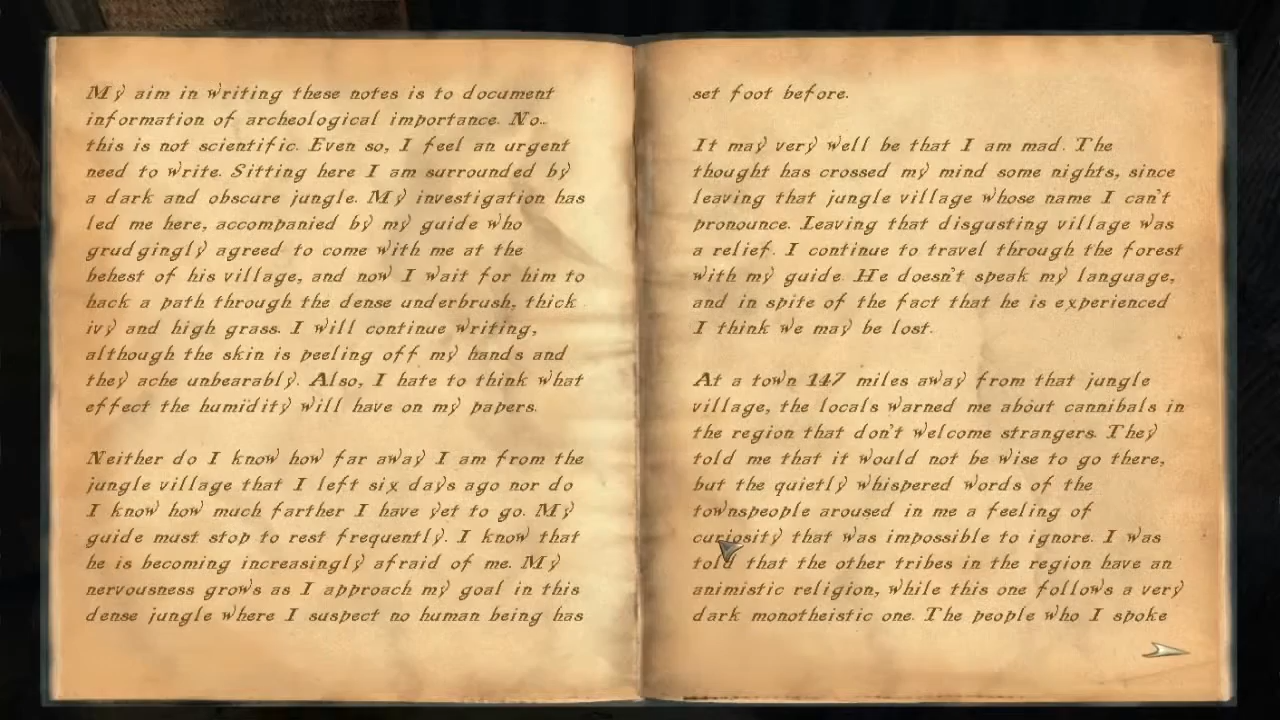 My aim in writing these notes is to document
information of archeological importance. No..
this is not scientific. Even so, I feel an urgent
need to write. Sitting here I am surrounded by
a dark and obscure jungle. My investigation has
led me here, accompanied by my guide who
grudgingly agreed to come with me at the
behest of his village, and now I wait for him to
hack a path through the dense underbrush, thick
ivy and high grass. I will continue writing,
although the skin is peeling off my hands and
they ache unbearably. Also, I hate to think what
effect the humidity will have on my papers.
Neither do I know how far away I am from the
jungle village that I left six days ago nor do
I know how much farther I have yet to go. My
guide must stop to rest frequently. I know that
he is becoming increasingly afraid of me. My
nervousness grows as I approach my goal in this
dense jungle where I suspect no human being has
set foot before.
It may very well be that I am mad. The
thought has crossed my mind some nights, since
leaving that jungle village whose name I can't
pronounce. Leaving that disgusting village was
a relief. I continue to travel through the forest
with my guide. He doesn't speak my language,
and in spite of the fact that he is experienced
I think we may be lost.
At a town 147 miles away from that jungle
village, the locals warned me about cannibals in
the region that don't welcome strangers. They
told me that it would not be wise to go there,
but the quietly whispered words of the
townspeople aroused in me a feeling of
curiosity that was impossible to ignore. I was
told that the other tribes in the region have an
animistic religion, while this one follows a very
dark monotheistic one. The people who I spoke